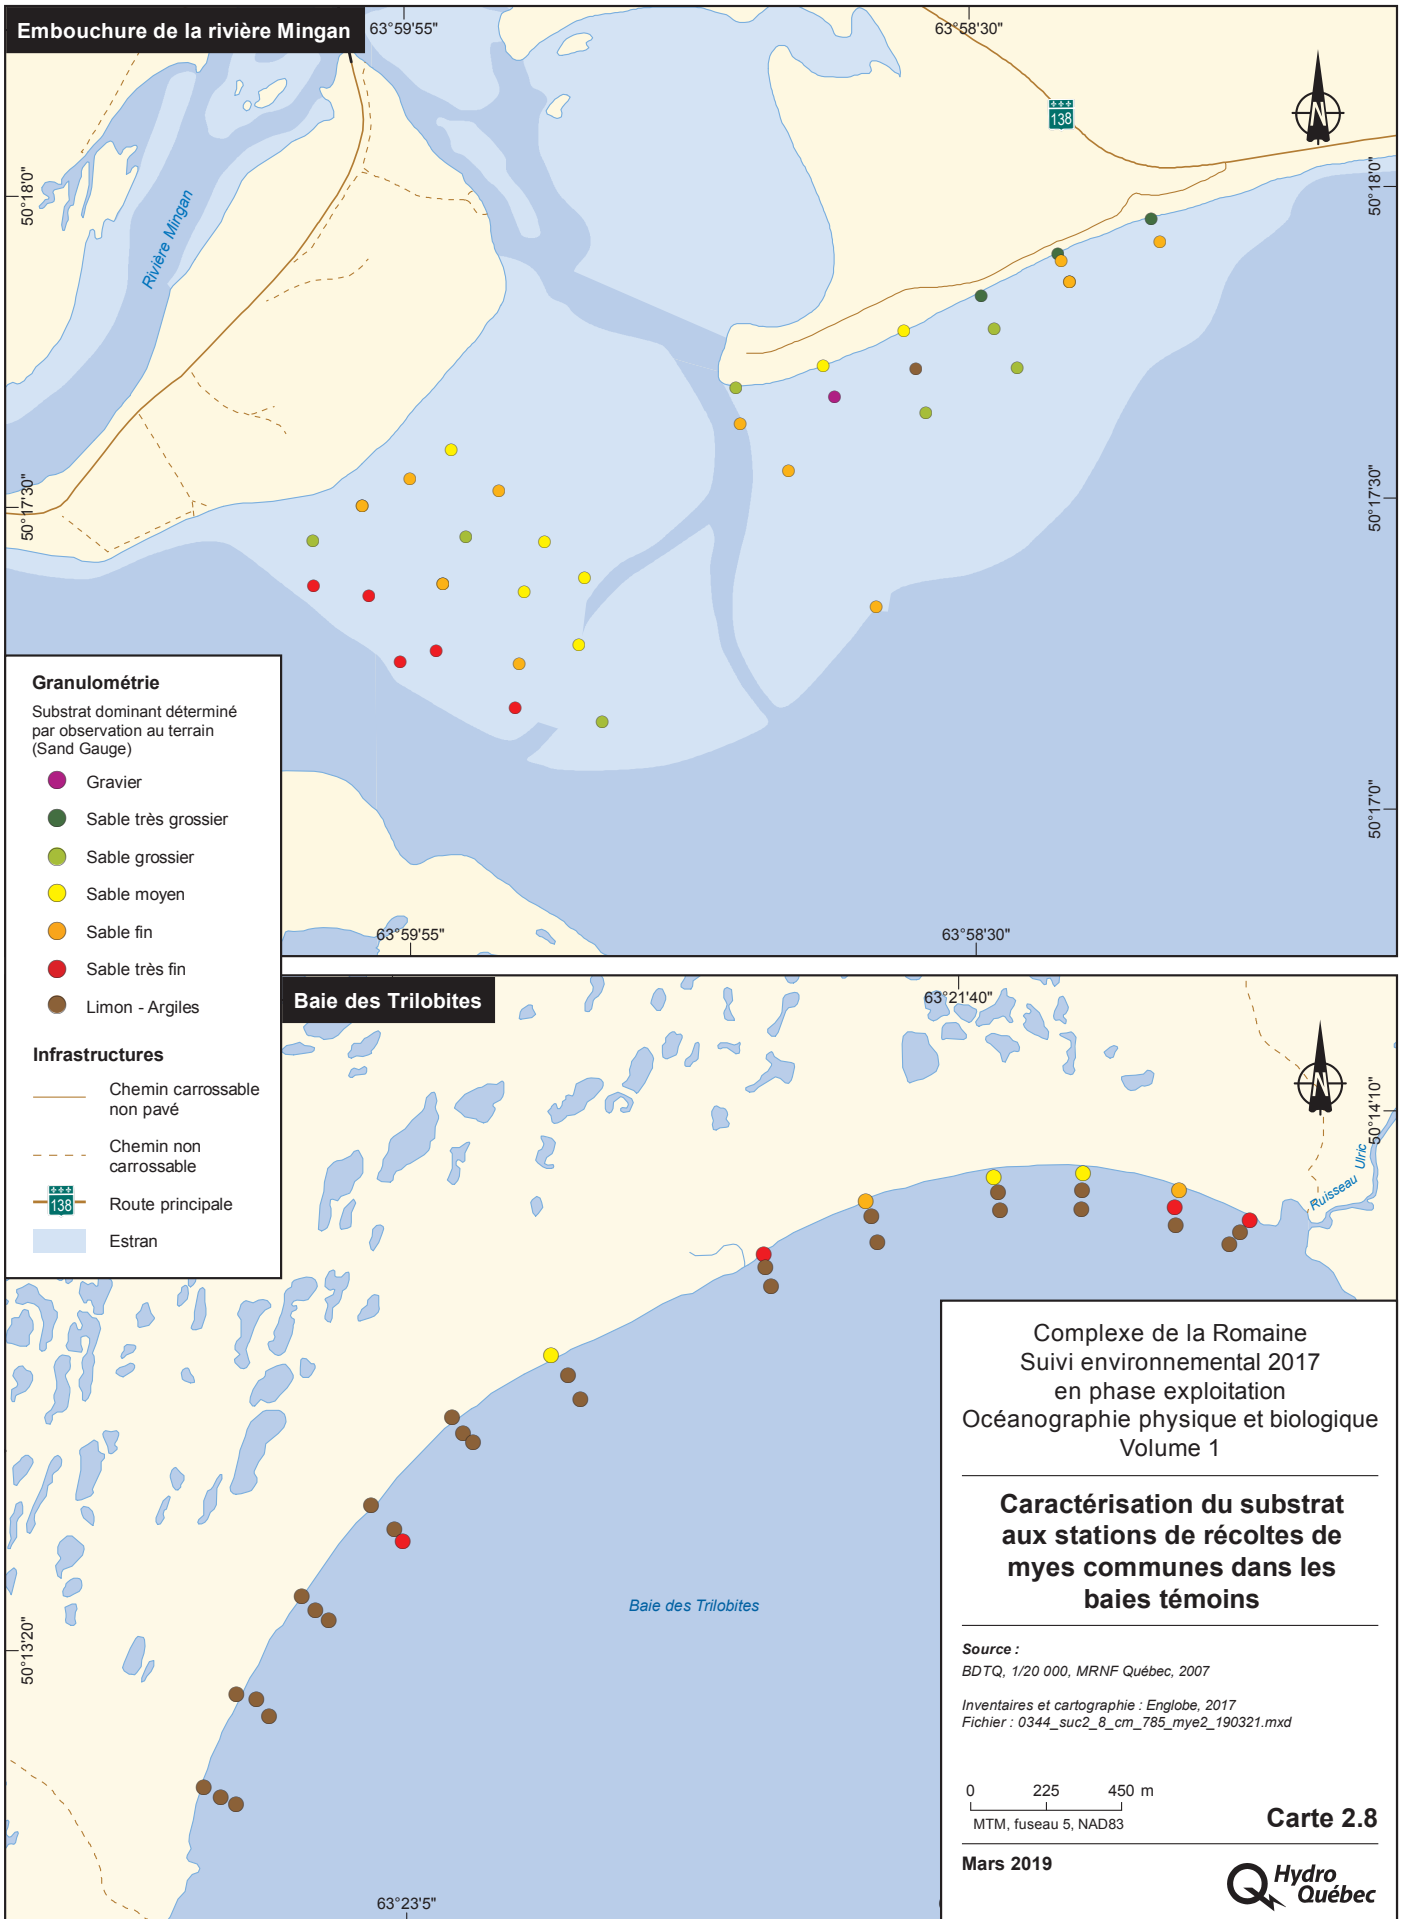 Embouchure de la rivière Mingan
63°59'55"
63°58'30"
138
N
50°18'0"
50°18'0"
Rivière Mingan
50°17'30"
50°17'30"
50°17'0"
63°59'55"
63°58'30"
Granulométrie
Substrat dominant déterminé
par observation au terrain
(Sand Gauge)
Gravier
Sable très grossier
Sable grossier
Sable moyen
Sable fin
Sable très fin
Limon - Argiles
Infrastructures
Chemin carrossable
non pavé
Chemin non
carrossable
138
Route principale
Estran
Baie des Trilobites
63°21'40"
N
50°14'10"
Ruisseau Ulric
Baie des Trilobites
50°13'20"
63°23'5"
Complexe de la Romaine
Suivi environnemental 2017
en phase exploitation
Océanographie physique et biologique
Volume 1
Caractérisation du substrat
aux stations de récoltes de
myes communes dans les
baies témoins
Source :
BDTQ, 1/20 000, MRNF Québec, 2007
Inventaires et cartographie : Englobe, 2017
Fichier : 0344_suc2_8_cm_785_mye2_190321.mxd
0 225 450 m
MTM, fuseau 5, NAD83
Carte 2.8
Mars 2019
Hydro
Québec